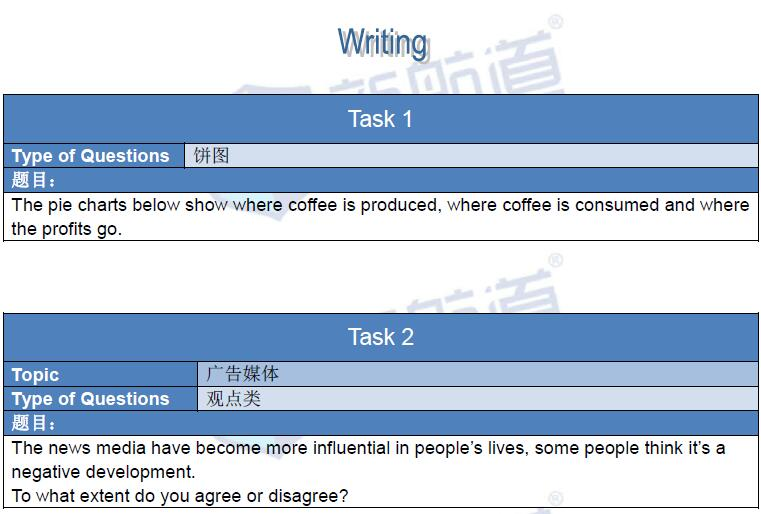 Writing
Task 1
Type of Questions 饼图
题目：
The pie charts below show where coffee is produced, where coffee is consumed and where
the profits go.
新航道®
Task 2
Topic 广告媒体
Type of Questions 观点类
题目：
The news media have become more influential in people's lives, some people think it's a
negative development.
To what extent do you agree or disagree?